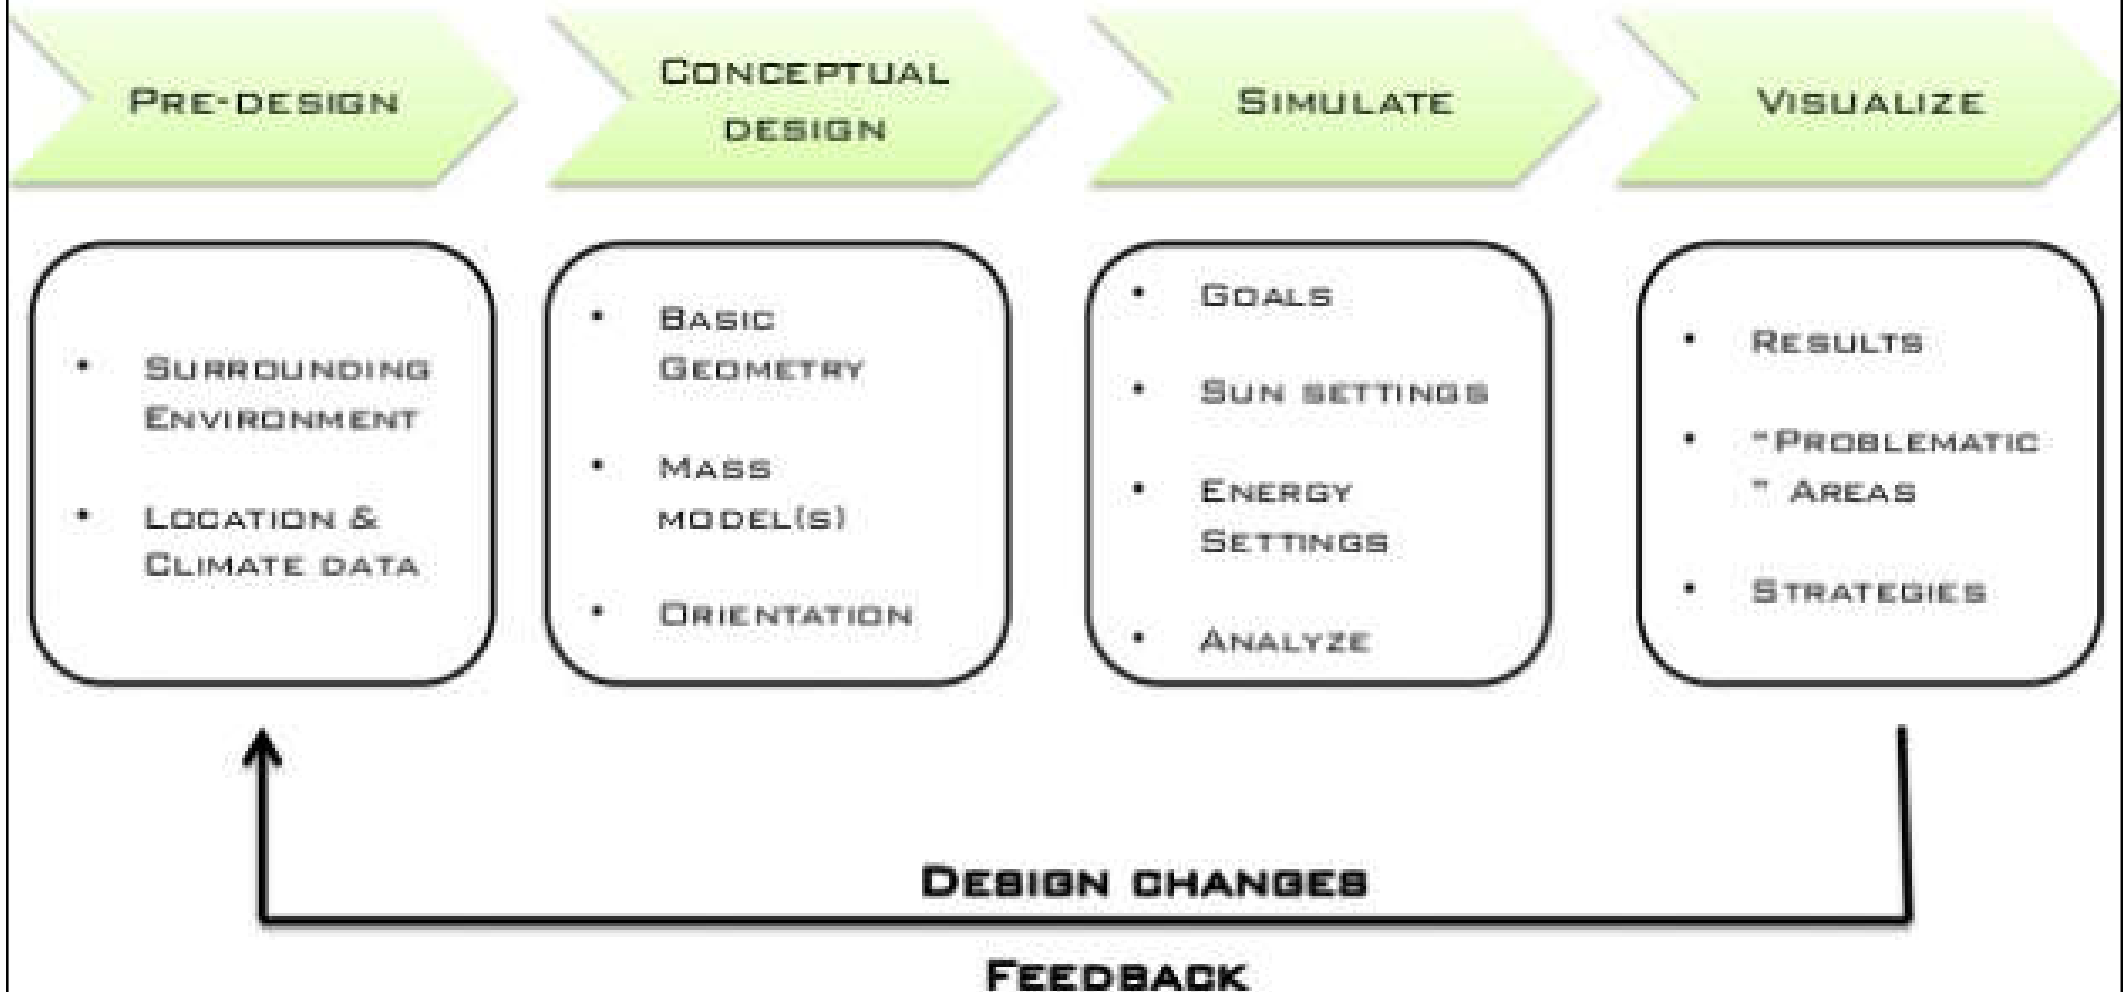 PRE-DESIGN
CONCEPTUAL
DESIGN
SIMULATE
VISUALIZE
• SURROUNDING
ENVIRONMENT
• LOCATION &
CLIMATE DATA
• BASIC
GEOMETRY
• MASS
MODEL(S)
• ORIENTATION
• GOALS
• SUN SETTINGS
• ENERGY
SETTINGS
• ANALYZE
• RESULTS
• "PROBLEMATIC
" AREAS
• STRATEGIES
DESIGN CHANGES
FEEDBACK